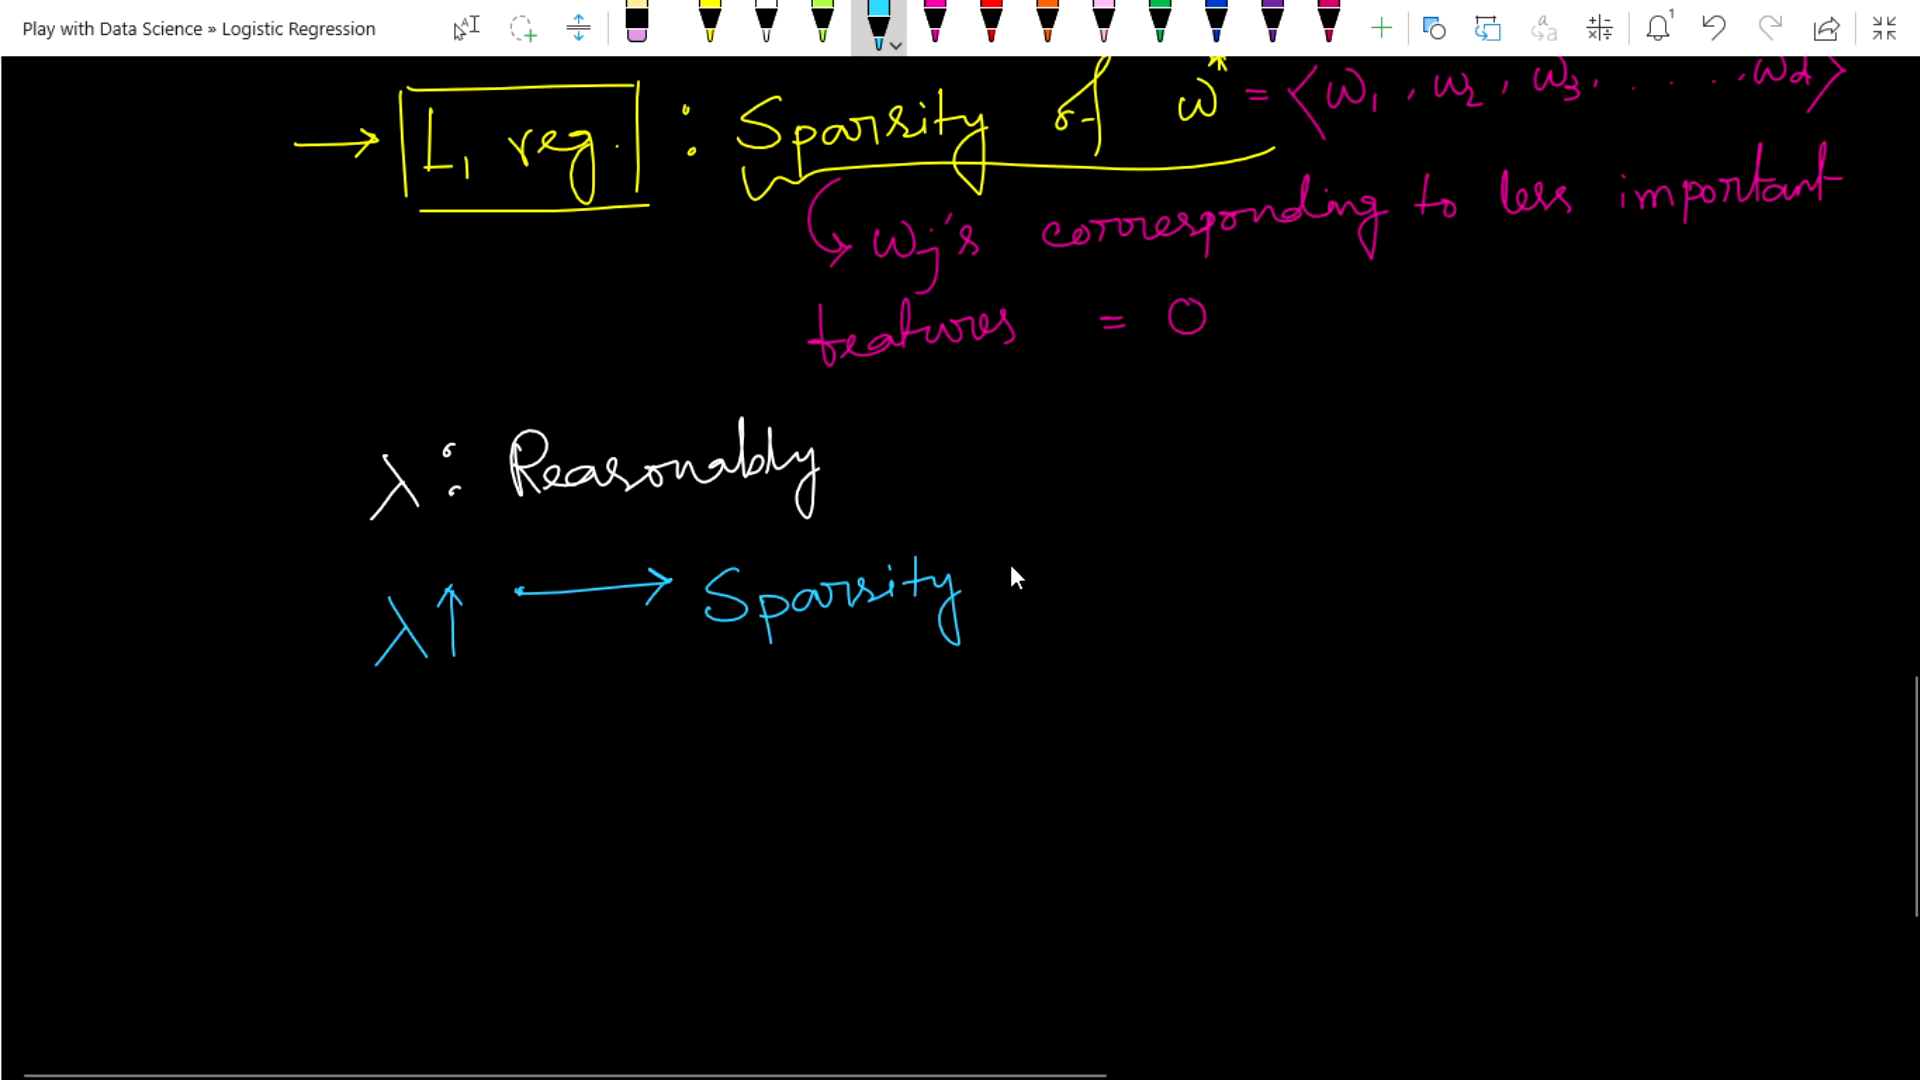 Play with Data Science » Logistic Regression
→ L₁ reg. : Sparsity of w* = <w₁, w₂, w₃, . . . . . w_d>
↳ wⱼ's corresponding to less important
features = 0
λ : Reasonably
λ↑ → Sparsity